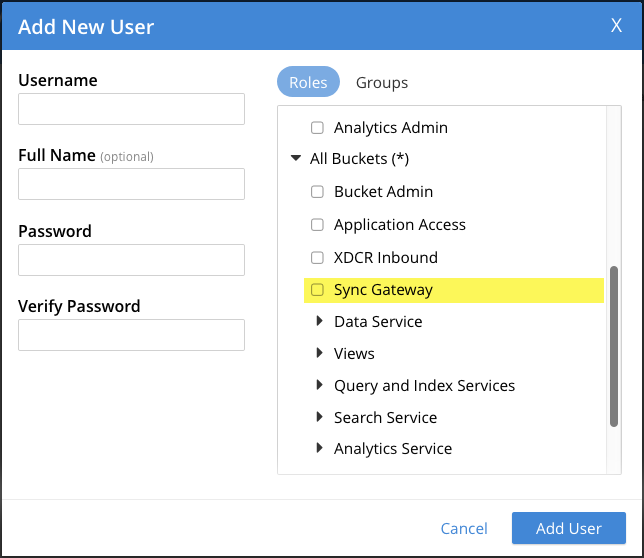 Add New User
X
Username
Full Name (optional)
Password
Verify Password
Roles Groups
Analytics Admin
All Buckets (*)
Bucket Admin
Application Access
XDCR Inbound
Sync Gateway
Data Service
Views
Query and Index Services
Search Service
Analytics Service
Cancel
Add User